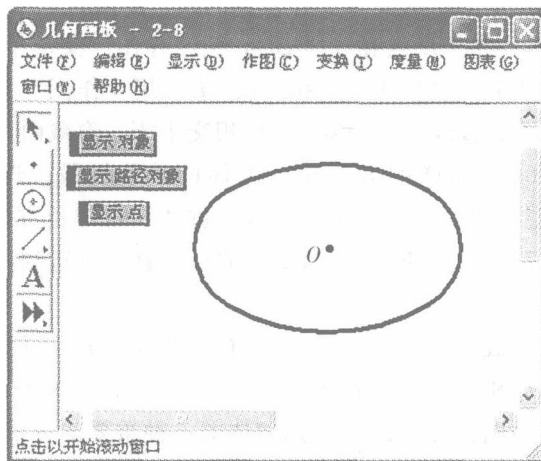 几何画板 - 2-8
文件(F) 编辑(E) 显示(D) 作图(C) 变换(T) 度量(M) 图表(G)
窗口(W) 帮助(H)
显示 对象
显示 路径对象
显示 点
A
O
点击以开始滚动窗口